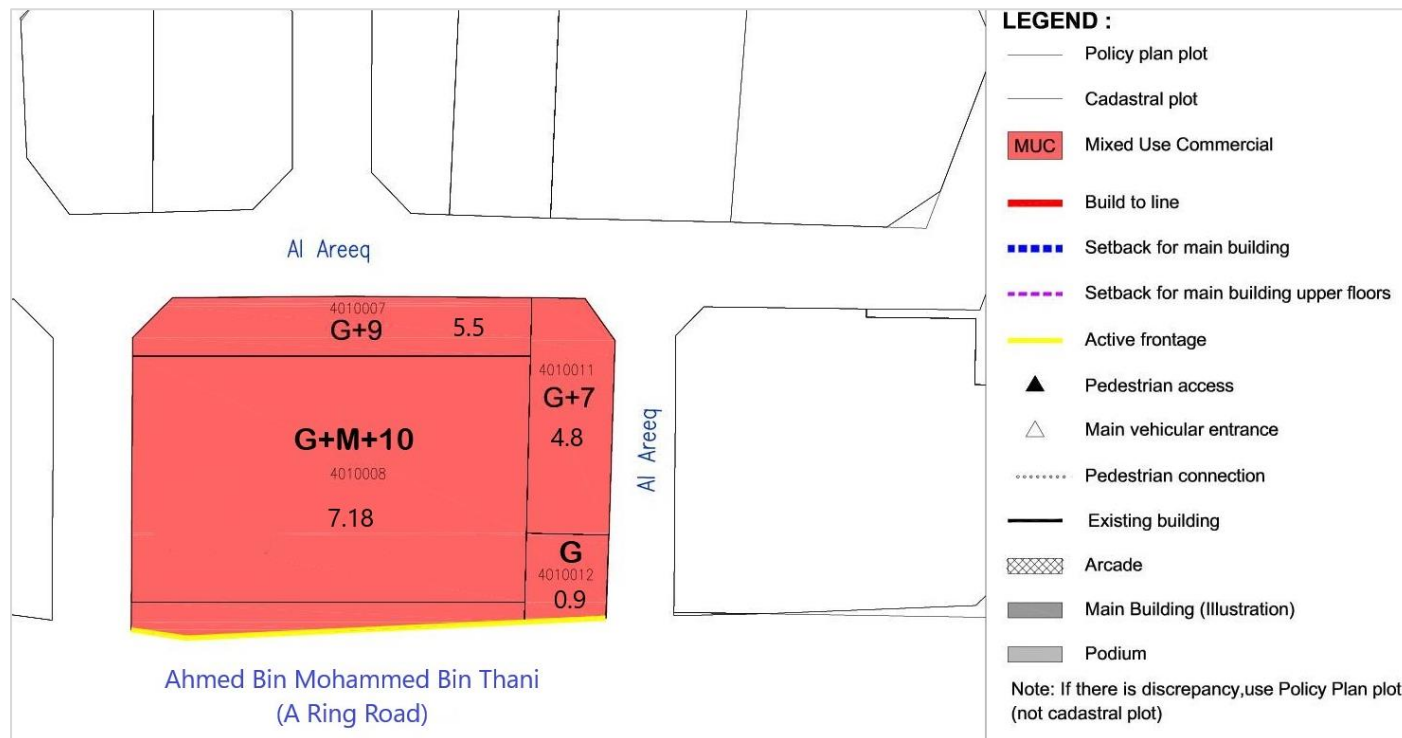 Al Areeq
4010007
G+9
5.5
4010011
G+7
4.8
Al Areeq
G+M+10
4010008
7.18
G
4010012
0.9
Ahmed Bin Mohammed Bin Thani
(A Ring Road)
LEGEND :
Policy plan plot
Cadastral plot
MUC Mixed Use Commercial
Build to line
Setback for main building
Setback for main building upper floors
Active frontage
Pedestrian access
Main vehicular entrance
Pedestrian connection
Existing building
Arcade
Main Building (Illustration)
Podium
Note: If there is discrepancy,use Policy Plan plot
(not cadastral plot)